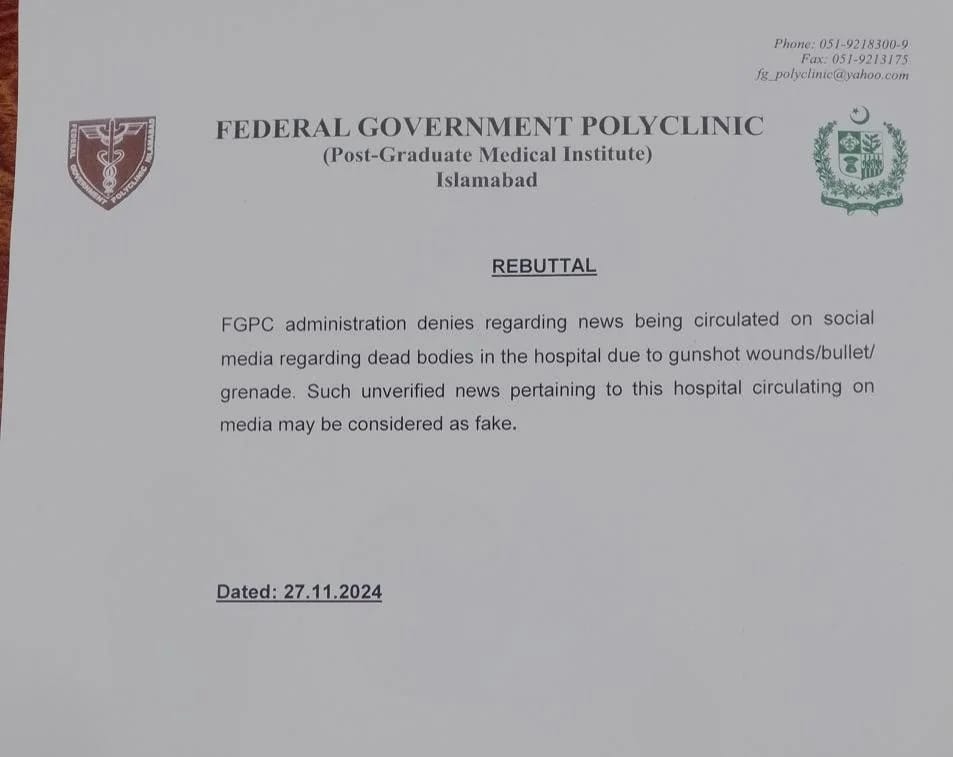 Phone: 051-9218300-9
Fax: 051-9213175
fg_polyclinic@yahoo.com
FEDERAL GOVERNMENT POLYCLINIC ISLAMABAD
FEDERAL GOVERNMENT POLYCLINIC
(Post-Graduate Medical Institute)
Islamabad
REBUTTAL
FGPC administration denies regarding news being circulated on social
media regarding dead bodies in the hospital due to gunshot wounds/bullet/
grenade. Such unverified news pertaining to this hospital circulating on
media may be considered as fake.
Dated: 27.11.2024